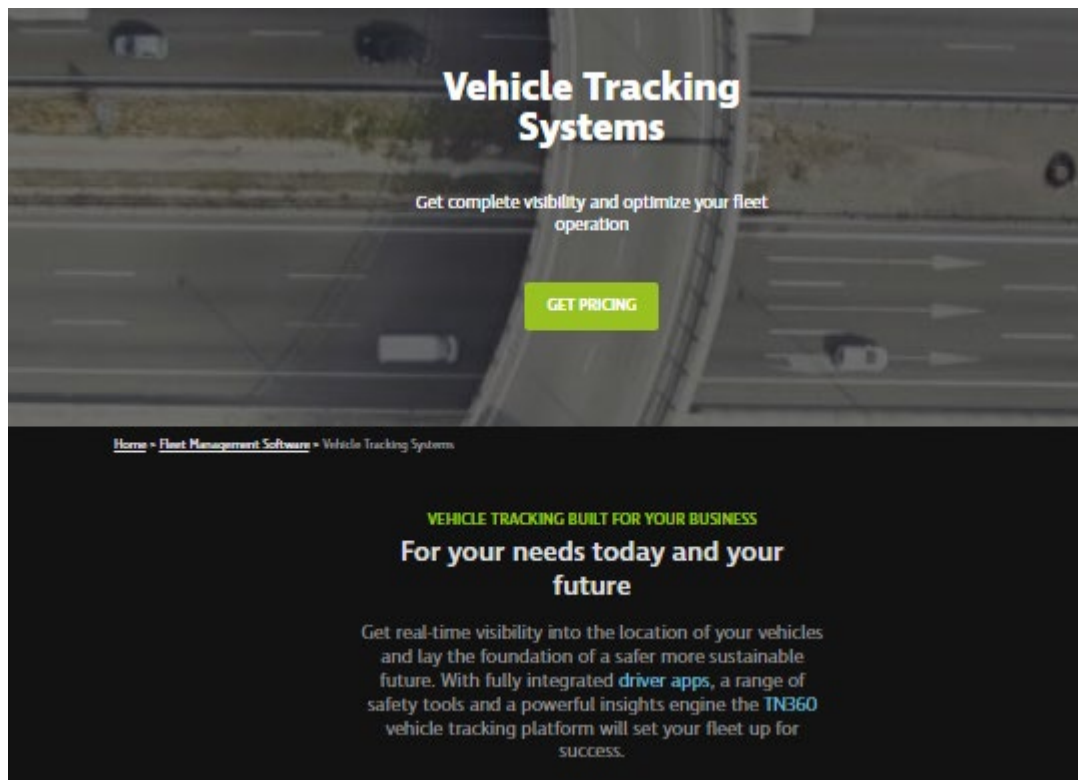 Vehicle Tracking
Systems
Get complete visibility and optimize your fleet
operation
GET PRICING
Home » Fleet Management Software » Vehicle Tracking Systems
VEHICLE TRACKING BUILT FOR YOUR BUSINESS
For your needs today and your
future
Get real-time visibility into the location of your vehicles
and lay the foundation of a safer more sustainable
future. With fully integrated driver apps, a range of
safety tools and a powerful insights engine the TN360
vehicle tracking platform will set your fleet up for
success.